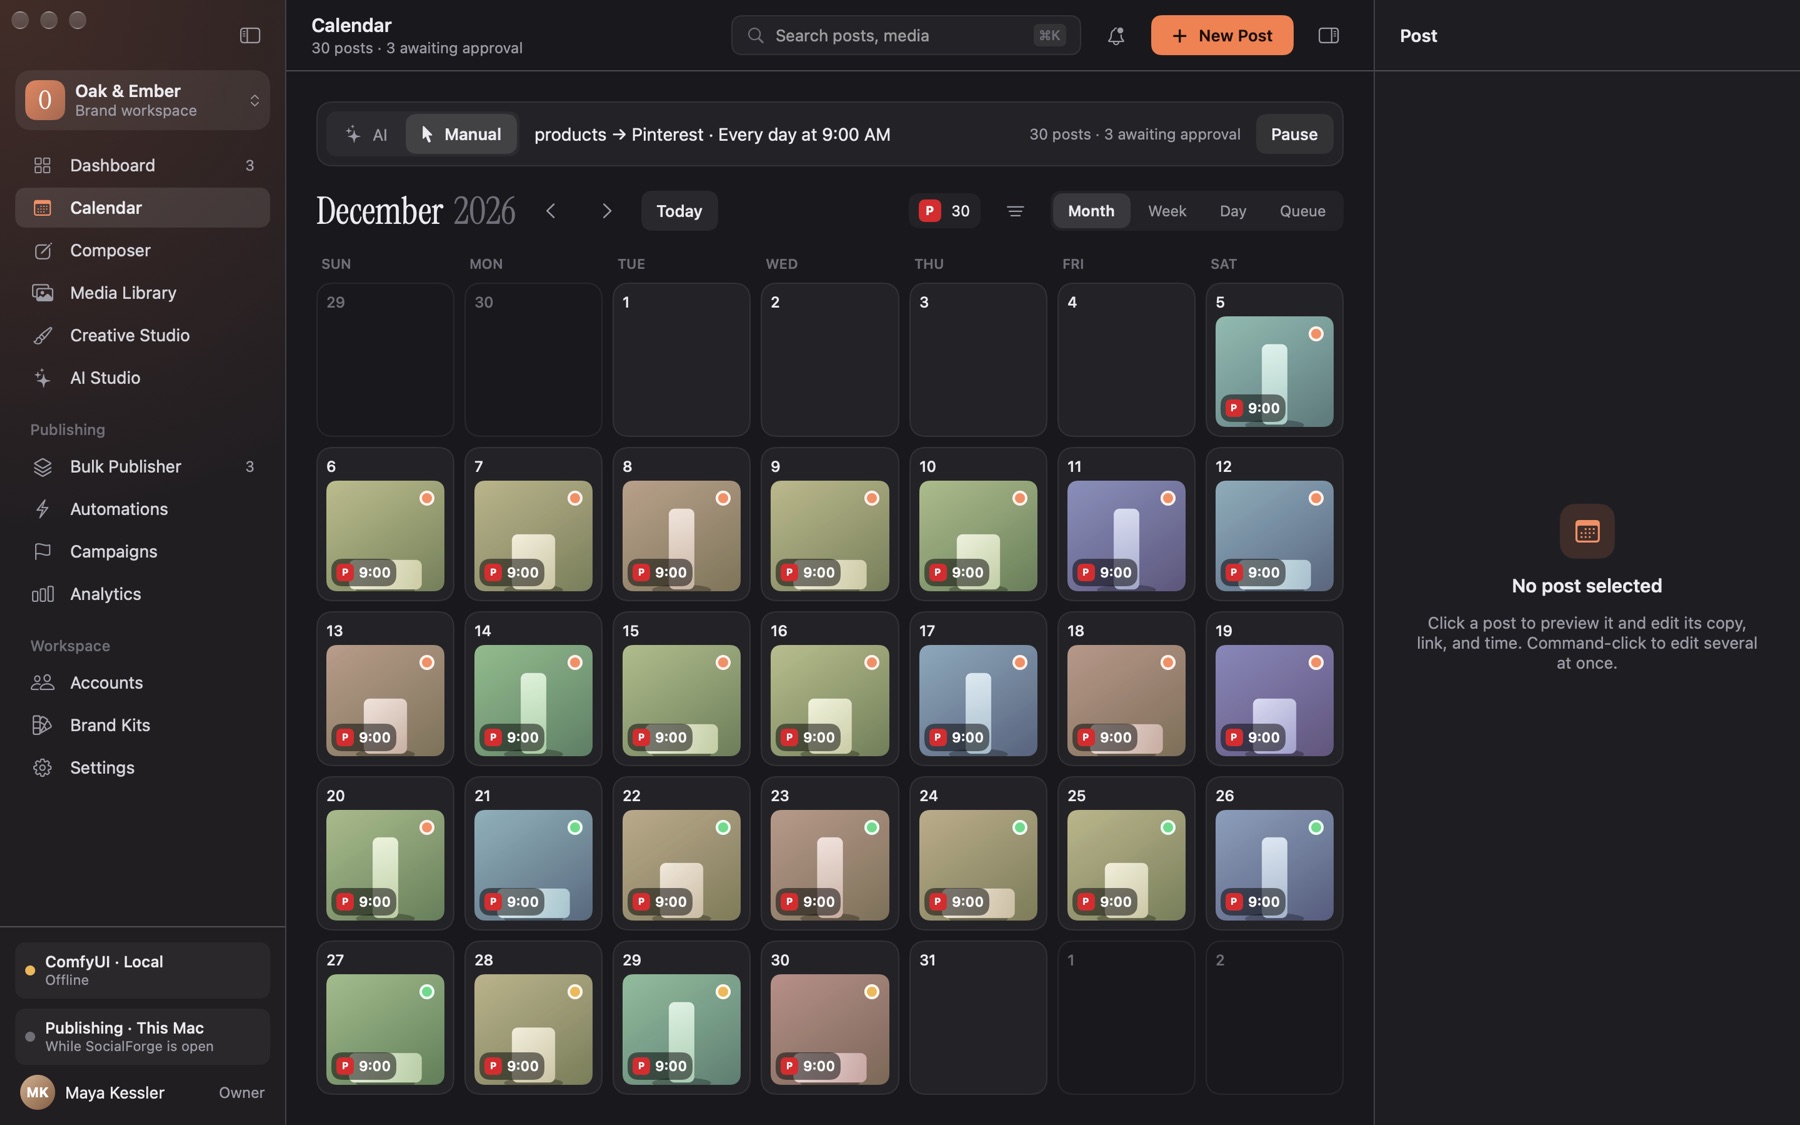 Oak & Ember
Brand workspace
Dashboard 3
Calendar
Composer
Media Library
Creative Studio
AI Studio
Publishing
Bulk Publisher 3
Automations
Campaigns
Analytics
Workspace
Accounts
Brand Kits
Settings
ComfyUI · Local
Offline
Publishing · This Mac
While SocialForge is open
MK Maya Kessler Owner
Calendar
30 posts · 3 awaiting approval
Search posts, media ⌘K
+ New Post
AI Manual products → Pinterest · Every day at 9:00 AM 30 posts · 3 awaiting approval Pause
December 2026 Today P 30 Month Week Day Queue
SUN MON TUE WED THU FRI SAT
29 30 1 2 3 4 5
P 9:00
6 7 8 9 10 11 12
P 9:00 P 9:00 P 9:00 P 9:00 P 9:00 P 9:00 P 9:00
13 14 15 16 17 18 19
P 9:00 P 9:00 P 9:00 P 9:00 P 9:00 P 9:00 P 9:00
20 21 22 23 24 25 26
P 9:00 P 9:00 P 9:00 P 9:00 P 9:00 P 9:00 P 9:00
27 28 29 30 31 1 2
P 9:00 P 9:00 P 9:00 P 9:00
Post
No post selected
Click a post to preview it and edit its copy,
link, and time. Command-click to edit several
at once.